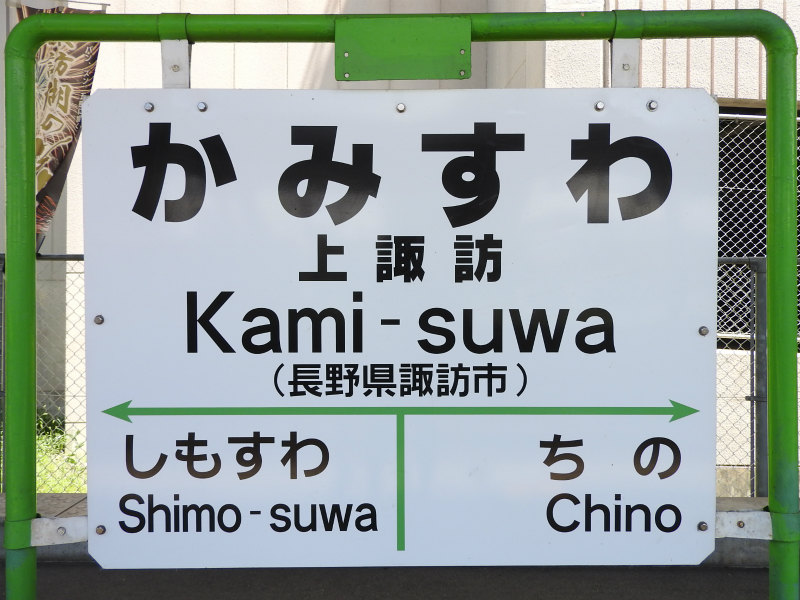 かみすわ
上諏訪
Kami-suwa
(長野県諏訪市)
しもすわ ちの
Shimo-suwa Chino